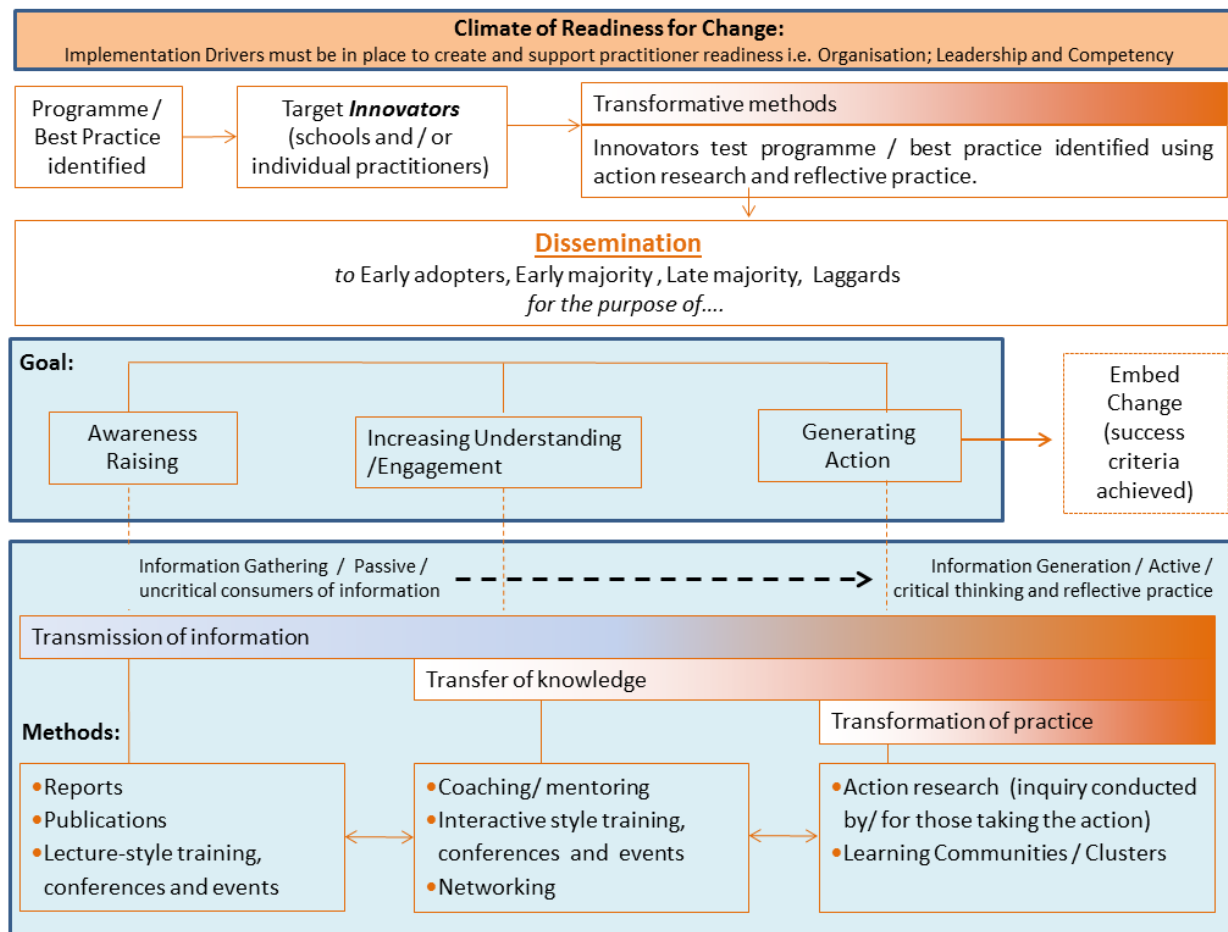 Climate of Readiness for Change:
Implementation Drivers must be in place to create and support practitioner readiness i.e. Organisation; Leadership and Competency
Programme /
Best Practice
identified
Target Innovators
(schools and / or
individual practitioners)
Transformative methods
Innovators test programme / best practice identified using
action research and reflective practice.
Dissemination
to Early adopters, Early majority , Late majority, Laggards
for the purpose of....
Goal:
Awareness
Raising
Increasing Understanding
/Engagement
Generating
Action
Embed
Change
(success
criteria
achieved)
Information Gathering / Passive /
uncritical consumers of information
Information Generation / Active /
critical thinking and reflective practice
Transmission of information
Transfer of knowledge
Transformation of practice
Methods:
•Reports
•Publications
•Lecture-style training,
conferences and events
•Coaching/ mentoring
•Interactive style training,
conferences and events
•Networking
•Action research (inquiry conducted
by/ for those taking the action)
•Learning Communities / Clusters